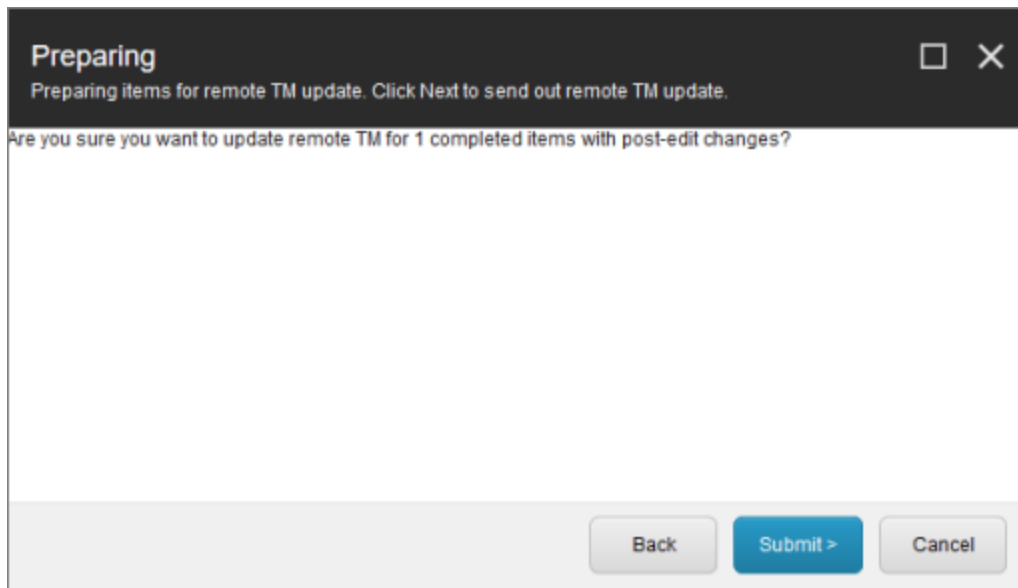 Preparing
Preparing items for remote TM update. Click Next to send out remote TM update.
Are you sure you want to update remote TM for 1 completed items with post-edit changes?
Back
Submit >
Cancel